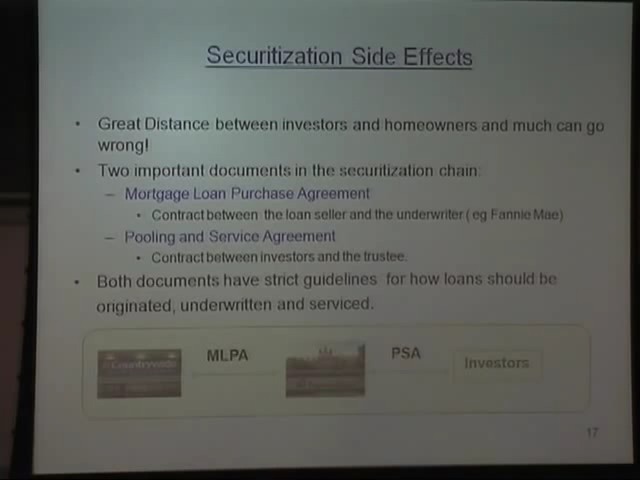 Securitization Side Effects
• Great Distance between investors and homeowners and much can go
wrong!
• Two important documents in the securitization chain:
– Mortgage Loan Purchase Agreement
• Contract between the loan seller and the underwriter ( eg Fannie Mae)
– Pooling and Service Agreement
• Contract between investors and the trustee.
• Both documents have strict guidelines for how loans should be
originated, underwritten and serviced.
Countrywide
MLPA
PSA
Investors
17